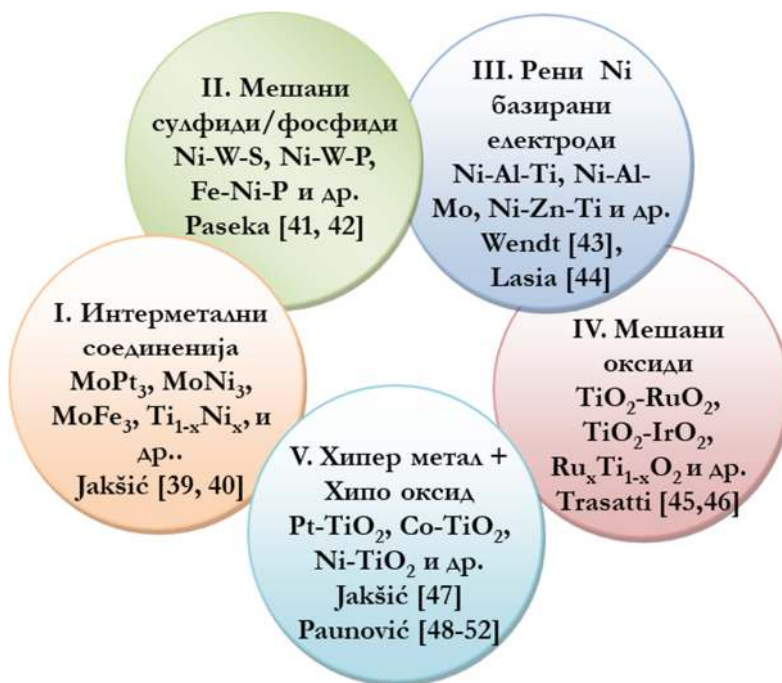 I. Интерметални
соединенија
MoPt₃, MoNi₃,
MoFe₃, Ti₁₋ₓNiₓ, и
др..
Jakšić [39, 40]
II. Мешани
сулфиди/фосфиди
Ni-W-S, Ni-W-P,
Fe-Ni-P и др.
Paseka [41, 42]
III. Рени Ni
базирани
електроди
Ni-Al-Ti, Ni-Al-
Mo, Ni-Zn-Ti и др.
Wendt [43],
Lasia [44]
IV. Мешани
оксиди
TiO₂-RuO₂,
TiO₂-IrO₂,
RuₓTi₁₋ₓO₂ и др.
Trasatti [45,46]
V. Хипер метал +
Хипо оксид
Pt-TiO₂, Co-TiO₂,
Ni-TiO₂ и др.
Jakšić [47]
Paunović [48-52]